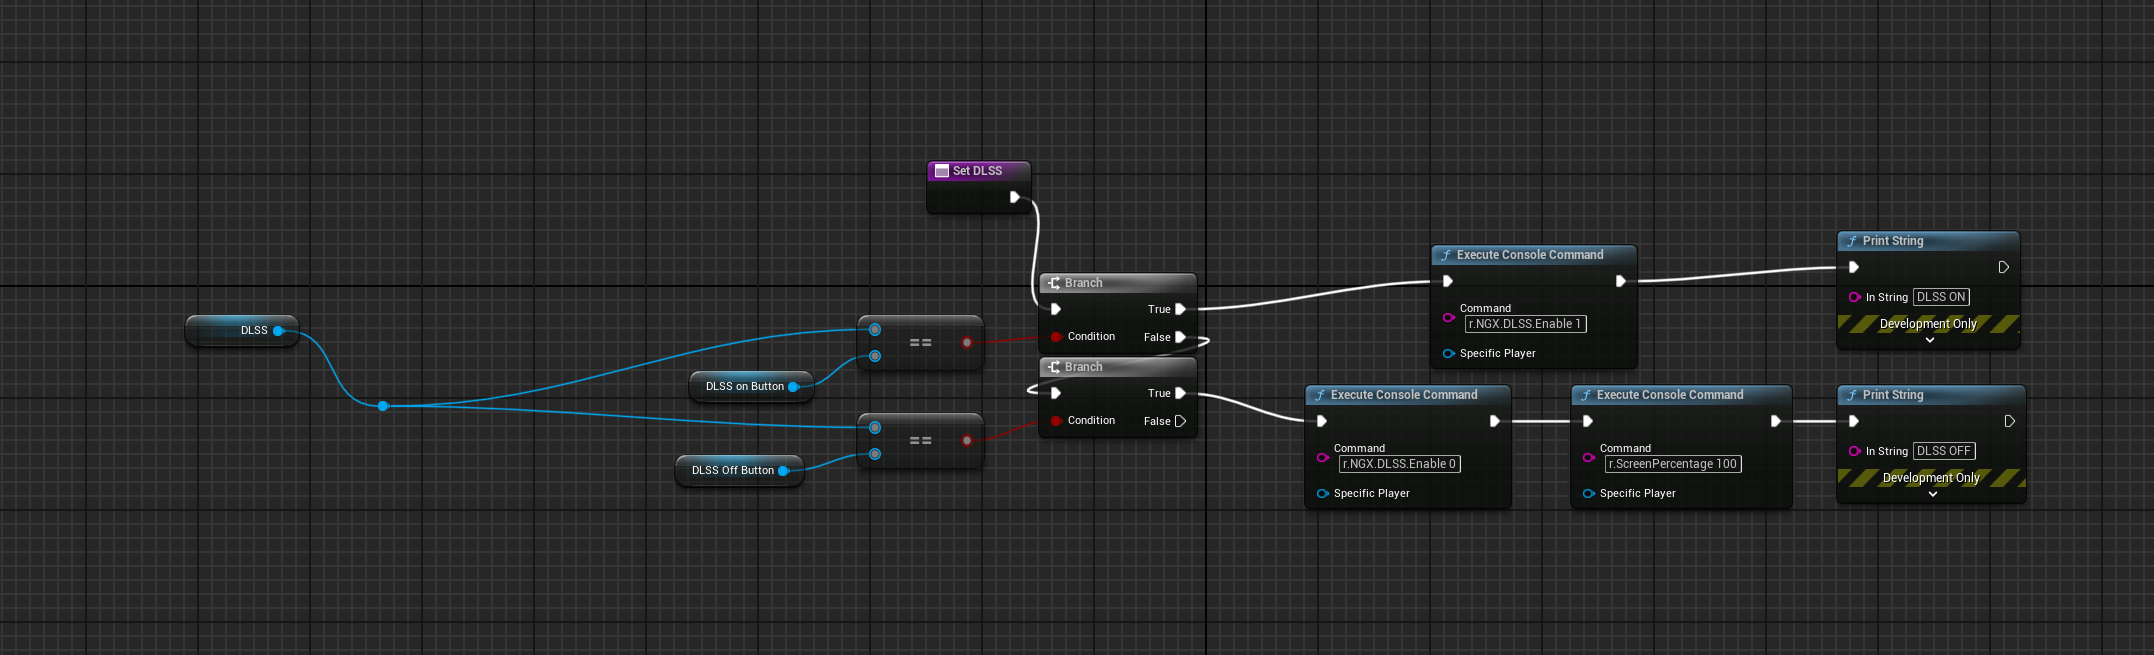 Set DLSS
DLSS
DLSS on Button
DLSS Off Button
==
==
Branch
True
Condition
False
Branch
True
Condition
False
Execute Console Command
Command
r.NGX.DLSS.Enable 1
Specific Player
Print String
In String DLSS ON
Development Only
Execute Console Command
Command
r.NGX.DLSS.Enable 0
Specific Player
Execute Console Command
Command
r.ScreenPercentage 100
Specific Player
Print String
In String DLSS OFF
Development Only